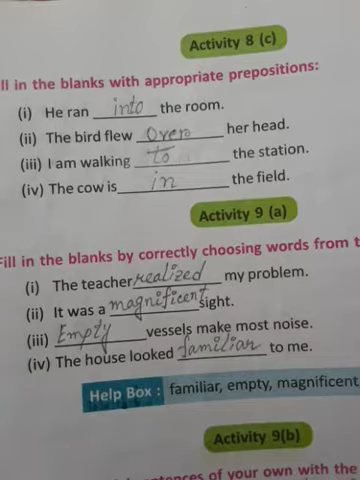 Activity 8 (c)
ll in the blanks with appropriate prepositions:
(i) He ran into the room.
(ii) The bird flew over her head.
(iii) I am walking to the station.
(iv) The cow is in the field.
Activity 9 (a)
Fill in the blanks by correctly choosing words from t
(i) The teacher realized my problem.
(ii) It was a magnificent sight.
(iii) Empty vessels make most noise.
(iv) The house looked familiar to me.
Help Box : familiar, empty, magnificent
Activity 9(b)
sentences of your own with the